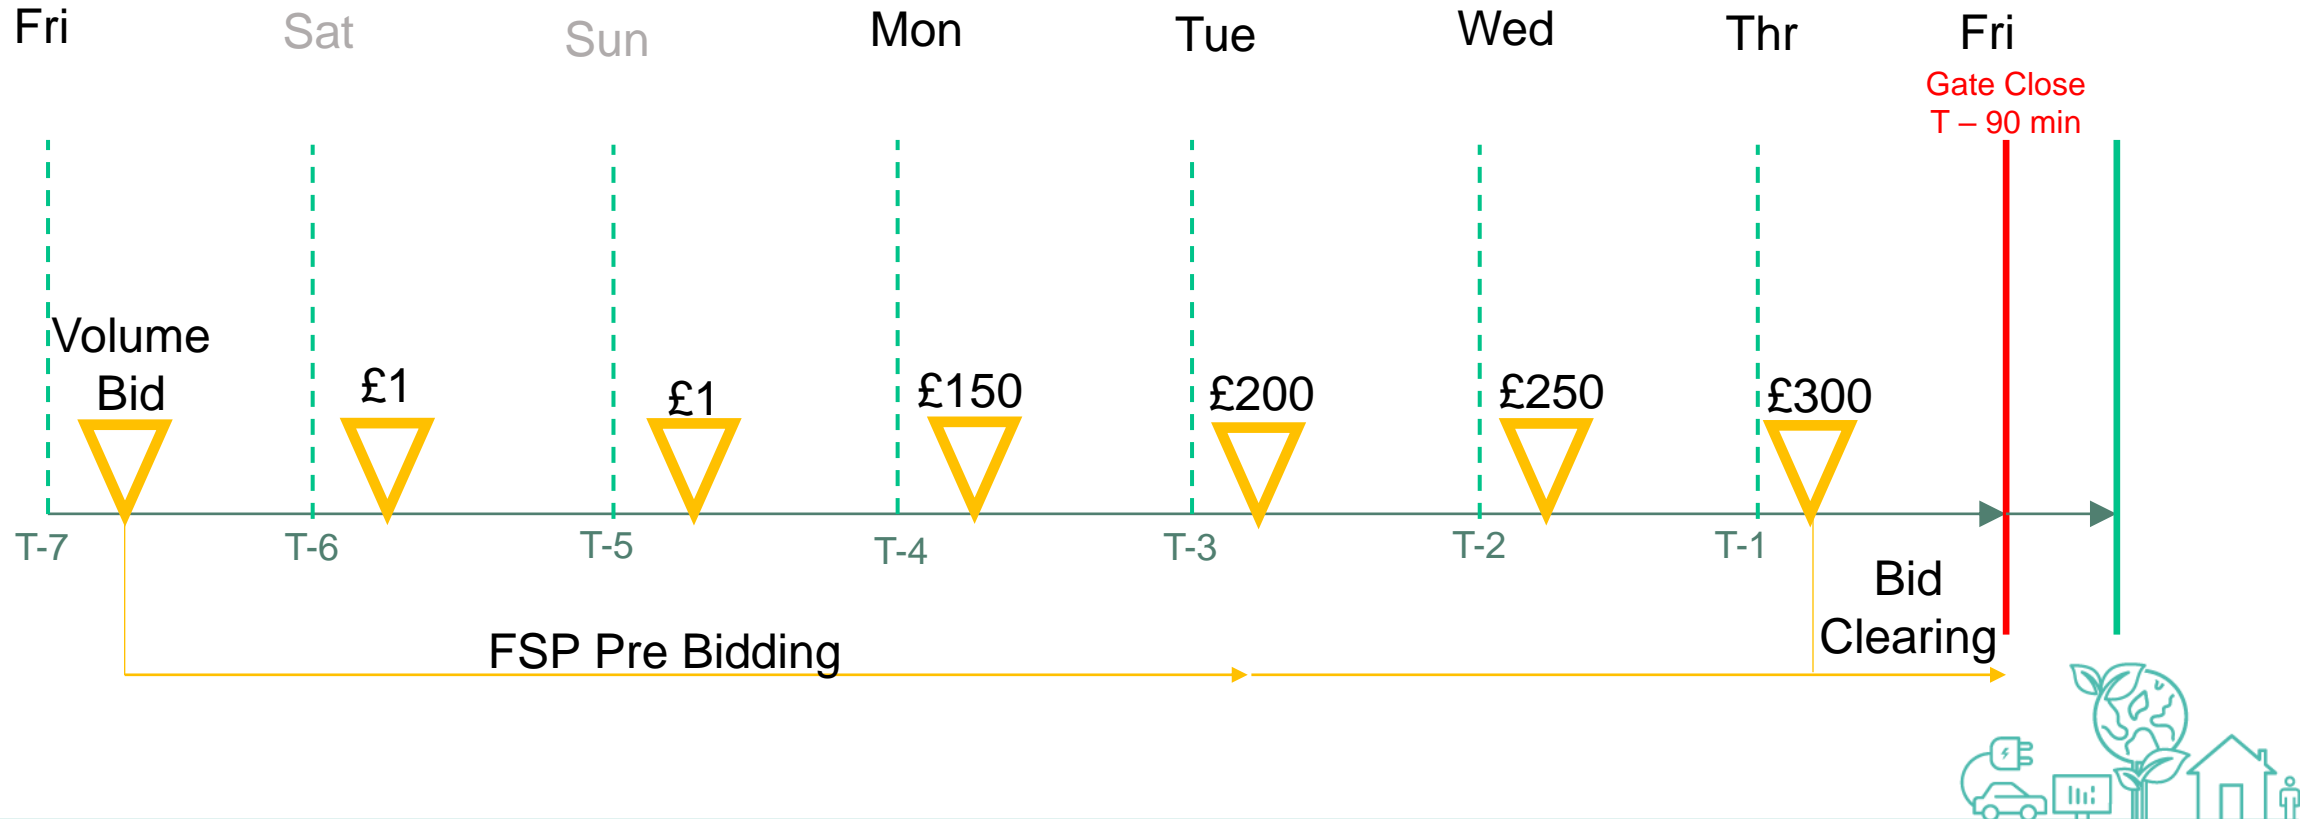 Fri
Sat
Sun
Mon
Tue
Wed
Thr
Fri
Gate Close
T – 90 min
Volume
Bid
£1
£1
£150
£200
£250
£300
T-7
T-6
T-5
T-4
T-3
T-2
T-1
Bid
Clearing
FSP Pre Bidding